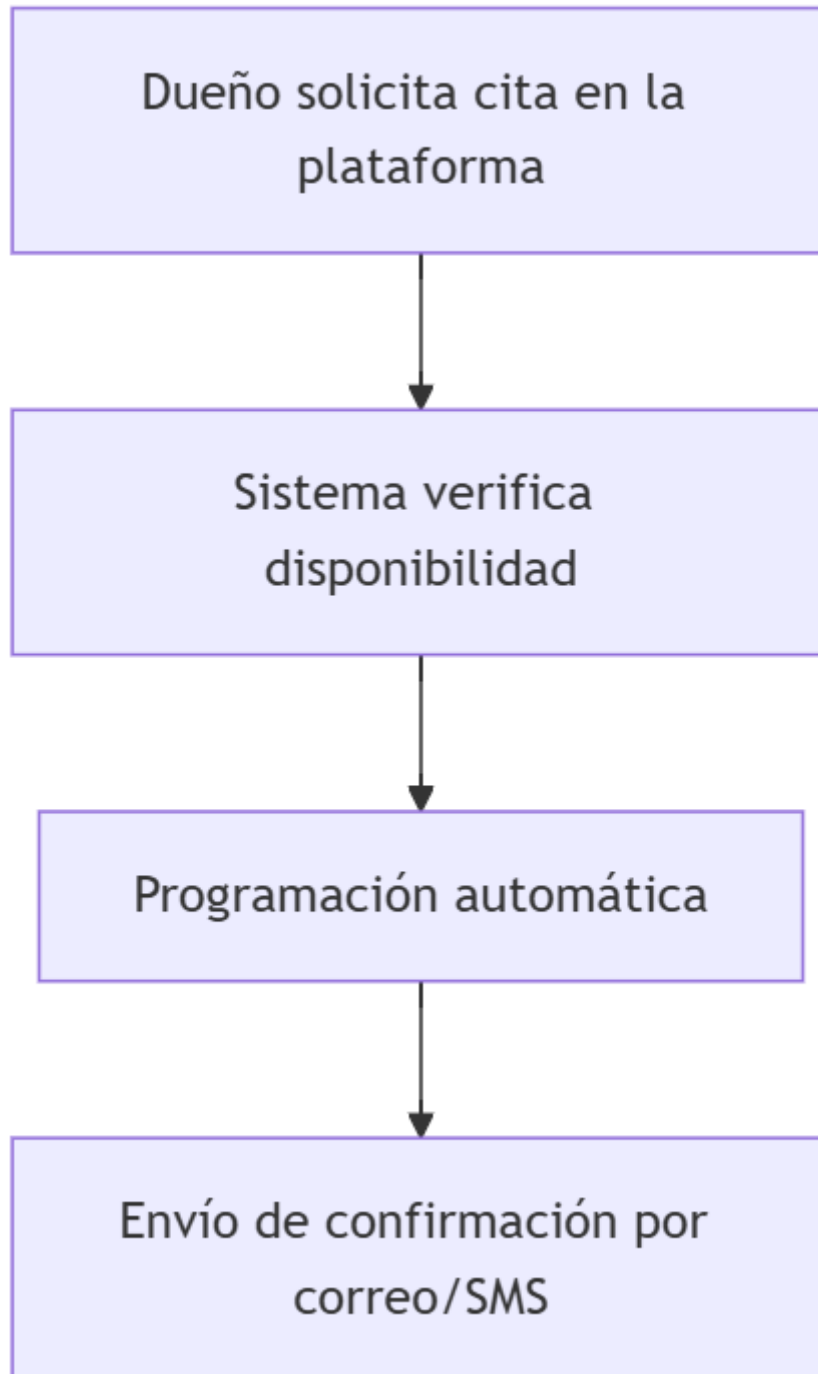 Dueño solicita cita en la
plataforma
Sistema verifica
disponibilidad
Programación automática
Envío de confirmación por
correo/SMS